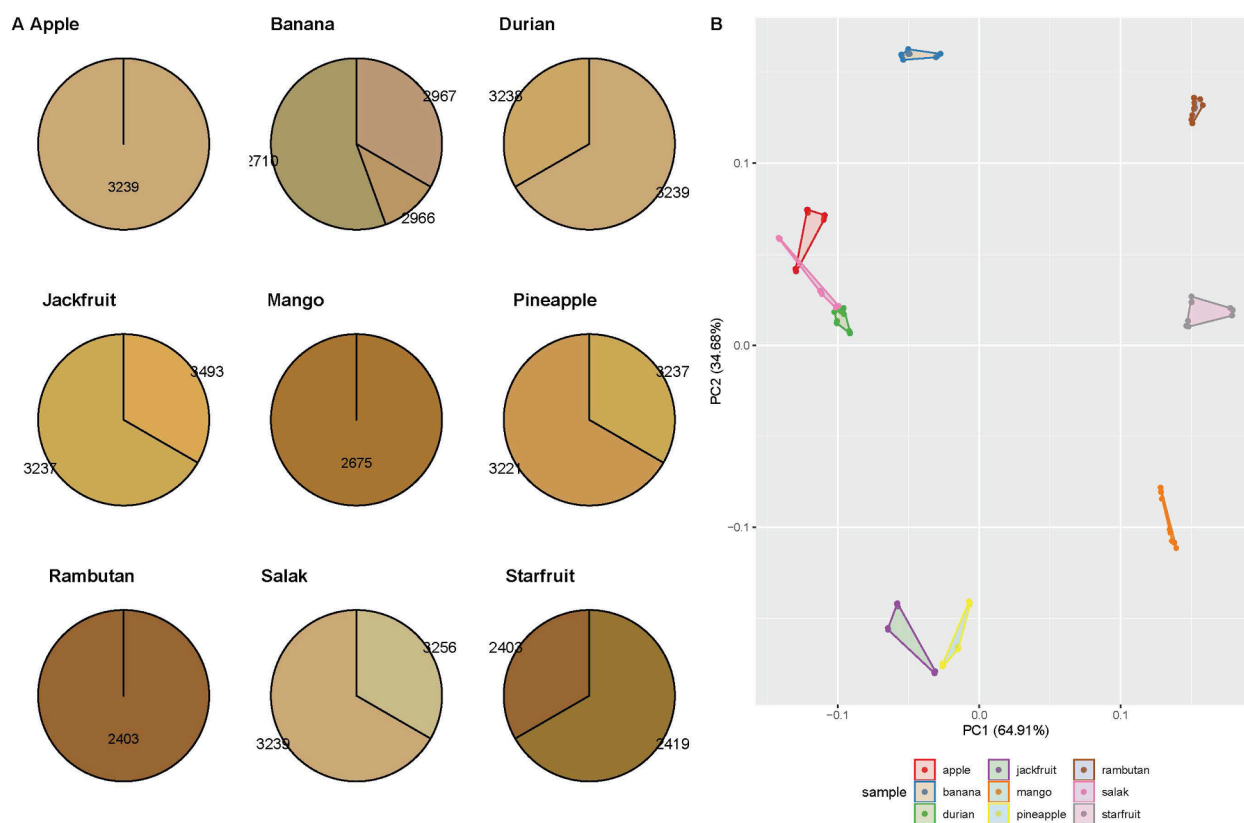 A Apple
Banana
Durian
B
3239
2967
2710
2966
3238
3239
Jackfruit
Mango
Pineapple
3493
3237
2675
3237
3221
Rambutan
Salak
Starfruit
2403
3256
3239
2403
2419
PC2 (34.68%)
0.1
0.0
−0.1
−0.1
0.0
0.1
PC1 (64.91%)
sample
apple
banana
durian
jackfruit
mango
pineapple
rambutan
salak
starfruit